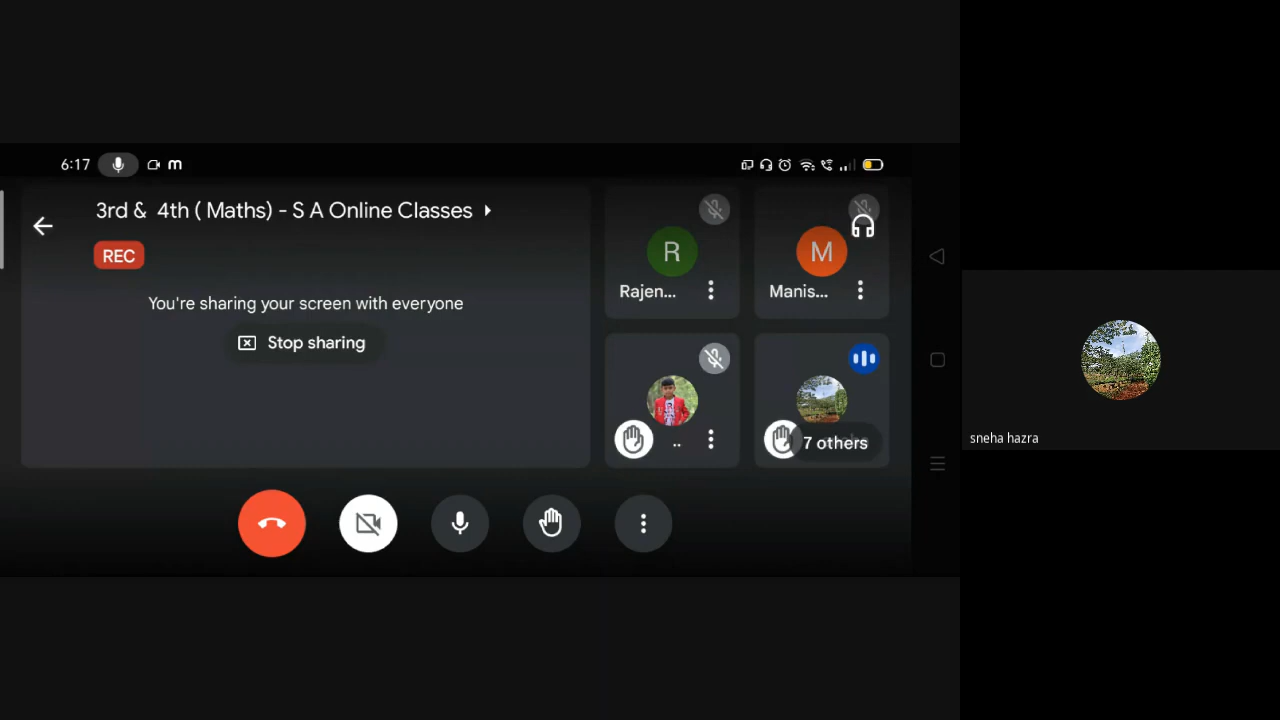 6:17
3rd & 4th ( Maths) - S A Online Classes
REC
You're sharing your screen with everyone
Stop sharing
R
Rajen...
M
Manis...
..
7 others
sneha hazra